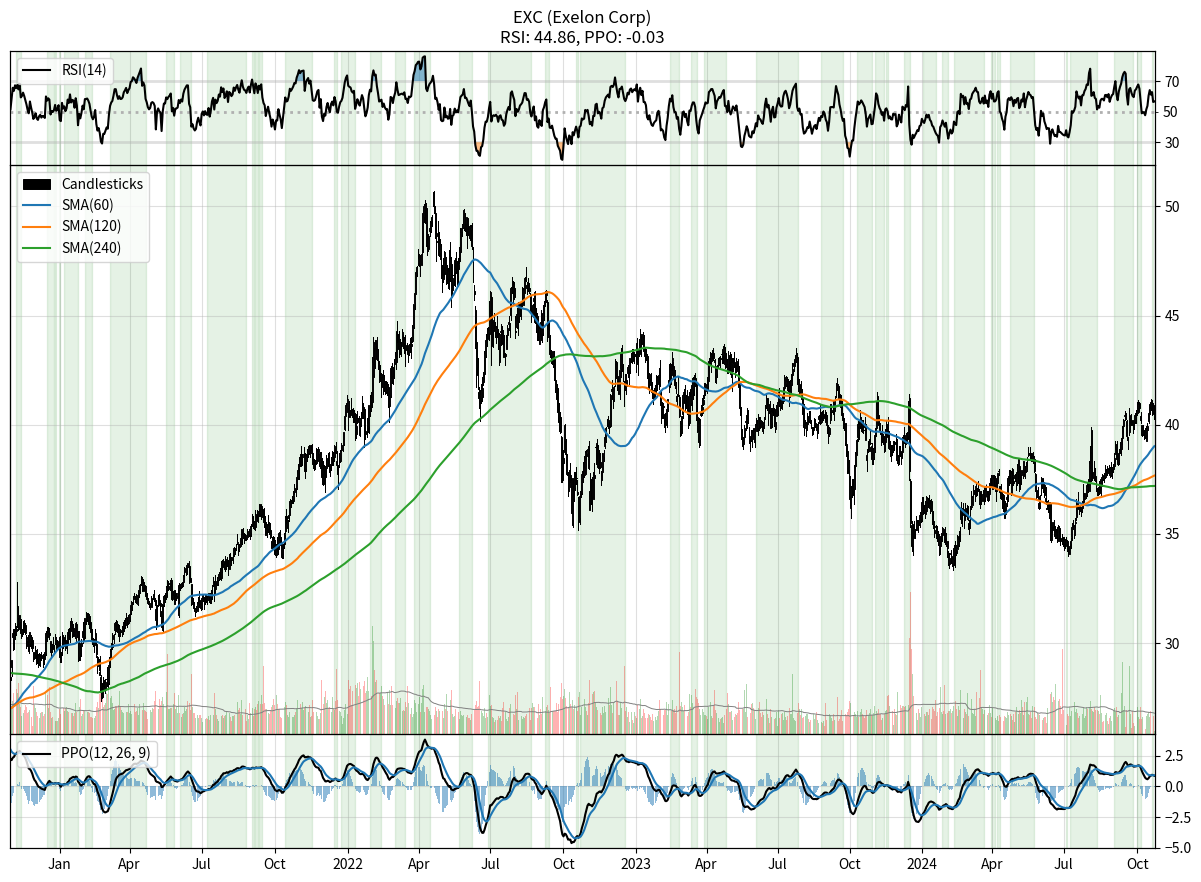 EXC (Exelon Corp)
RSI: 44.86, PPO: -0.03
RSI(14)
70
50
30
Candlesticks
SMA(60)
SMA(120)
SMA(240)
50
45
40
35
30
PPO(12, 26, 9)
2.5
0.0
−2.5
−5.0
Jan Apr Jul Oct 2022 Apr Jul Oct 2023 Apr Jul Oct 2024 Apr Jul Oct